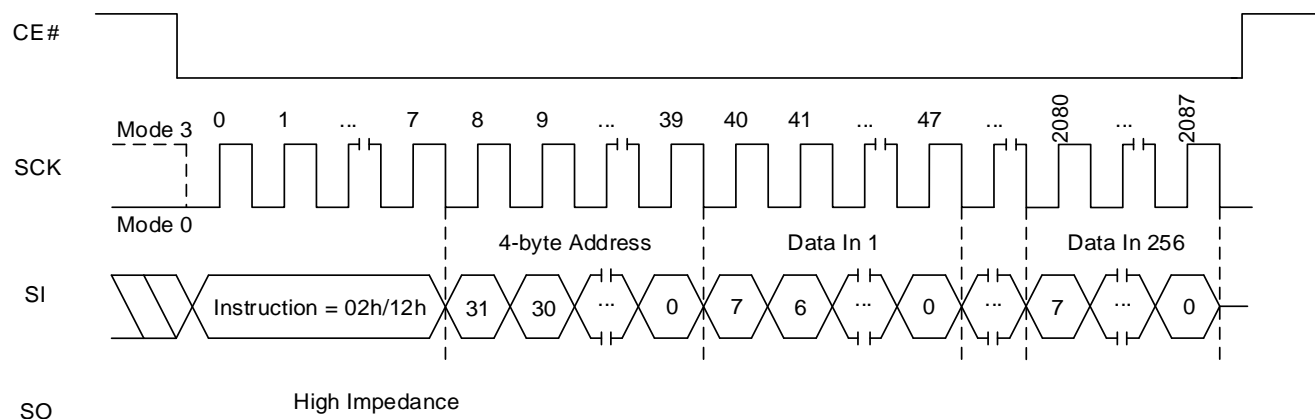 CE#
0 1 ... 7 8 9 ... 39 40 41 ... 47 ... 2080 ... 2087
Mode 3
SCK
Mode 0
4-byte Address Data In 1 Data In 256
SI Instruction = 02h/12h 31 30 ... 0 7 6 ... 0 ... 7 ... 0
High Impedance
SO